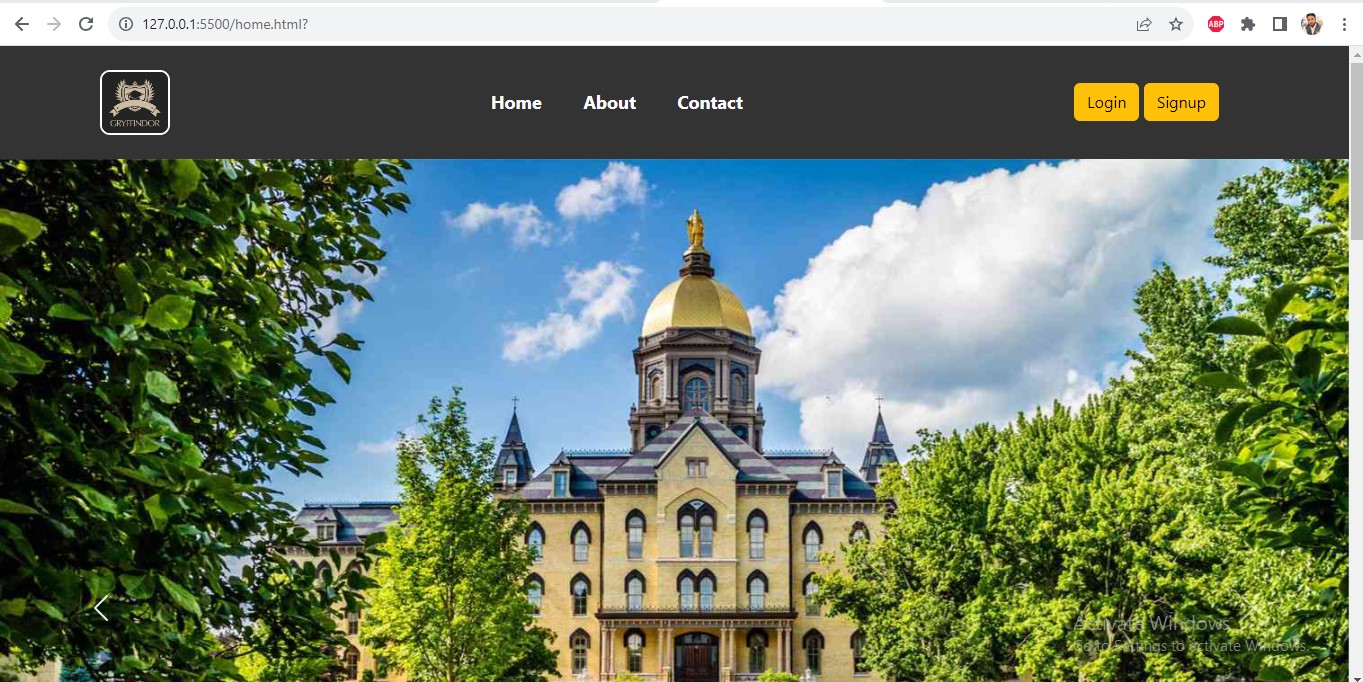 127.0.0.1:5500/home.html?
ABP
GRYFFINDOR
Home About Contact
Login Signup
Activate Windows
Go to Settings to activate Windows.